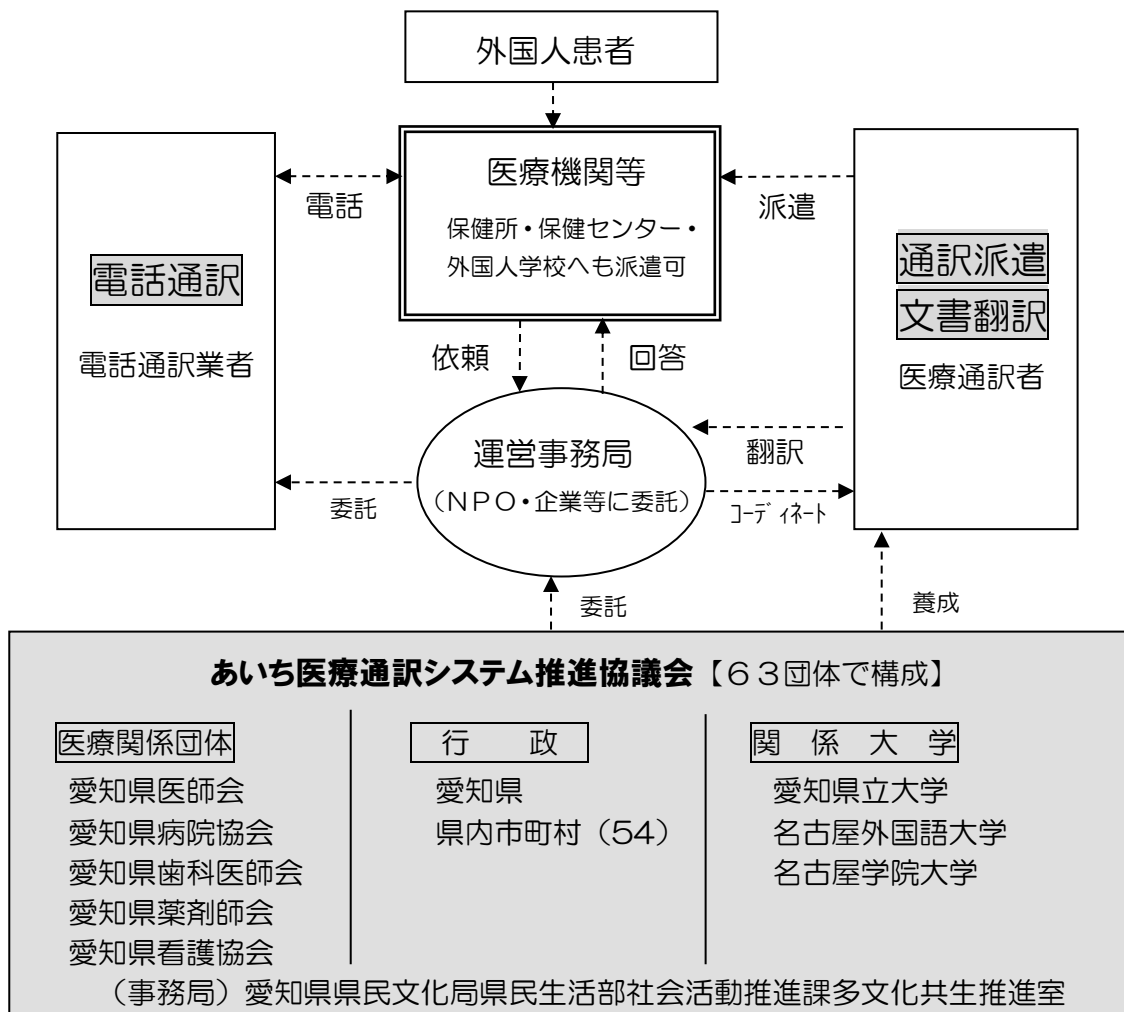 外国人患者
医療機関等
保健所・保健センター・
外国人学校へも派遣可
電話
派遣
電話通訳
電話通訳業者
通訳派遣
文書翻訳
医療通訳者
依頼
回答
運営事務局
(NPO・企業等に委託)
翻訳
委託
コーディネート
委託
養成
あいち医療通訳システム推進協議会【63団体で構成】
医療関係団体
愛知県医師会
愛知県病院協会
愛知県歯科医師会
愛知県薬剤師会
愛知県看護協会
行 政
愛知県
県内市町村(54)
関 係 大 学
愛知県立大学
名古屋外国語大学
名古屋学院大学
(事務局)愛知県県民文化局県民生活部社会活動推進課多文化共生推進室